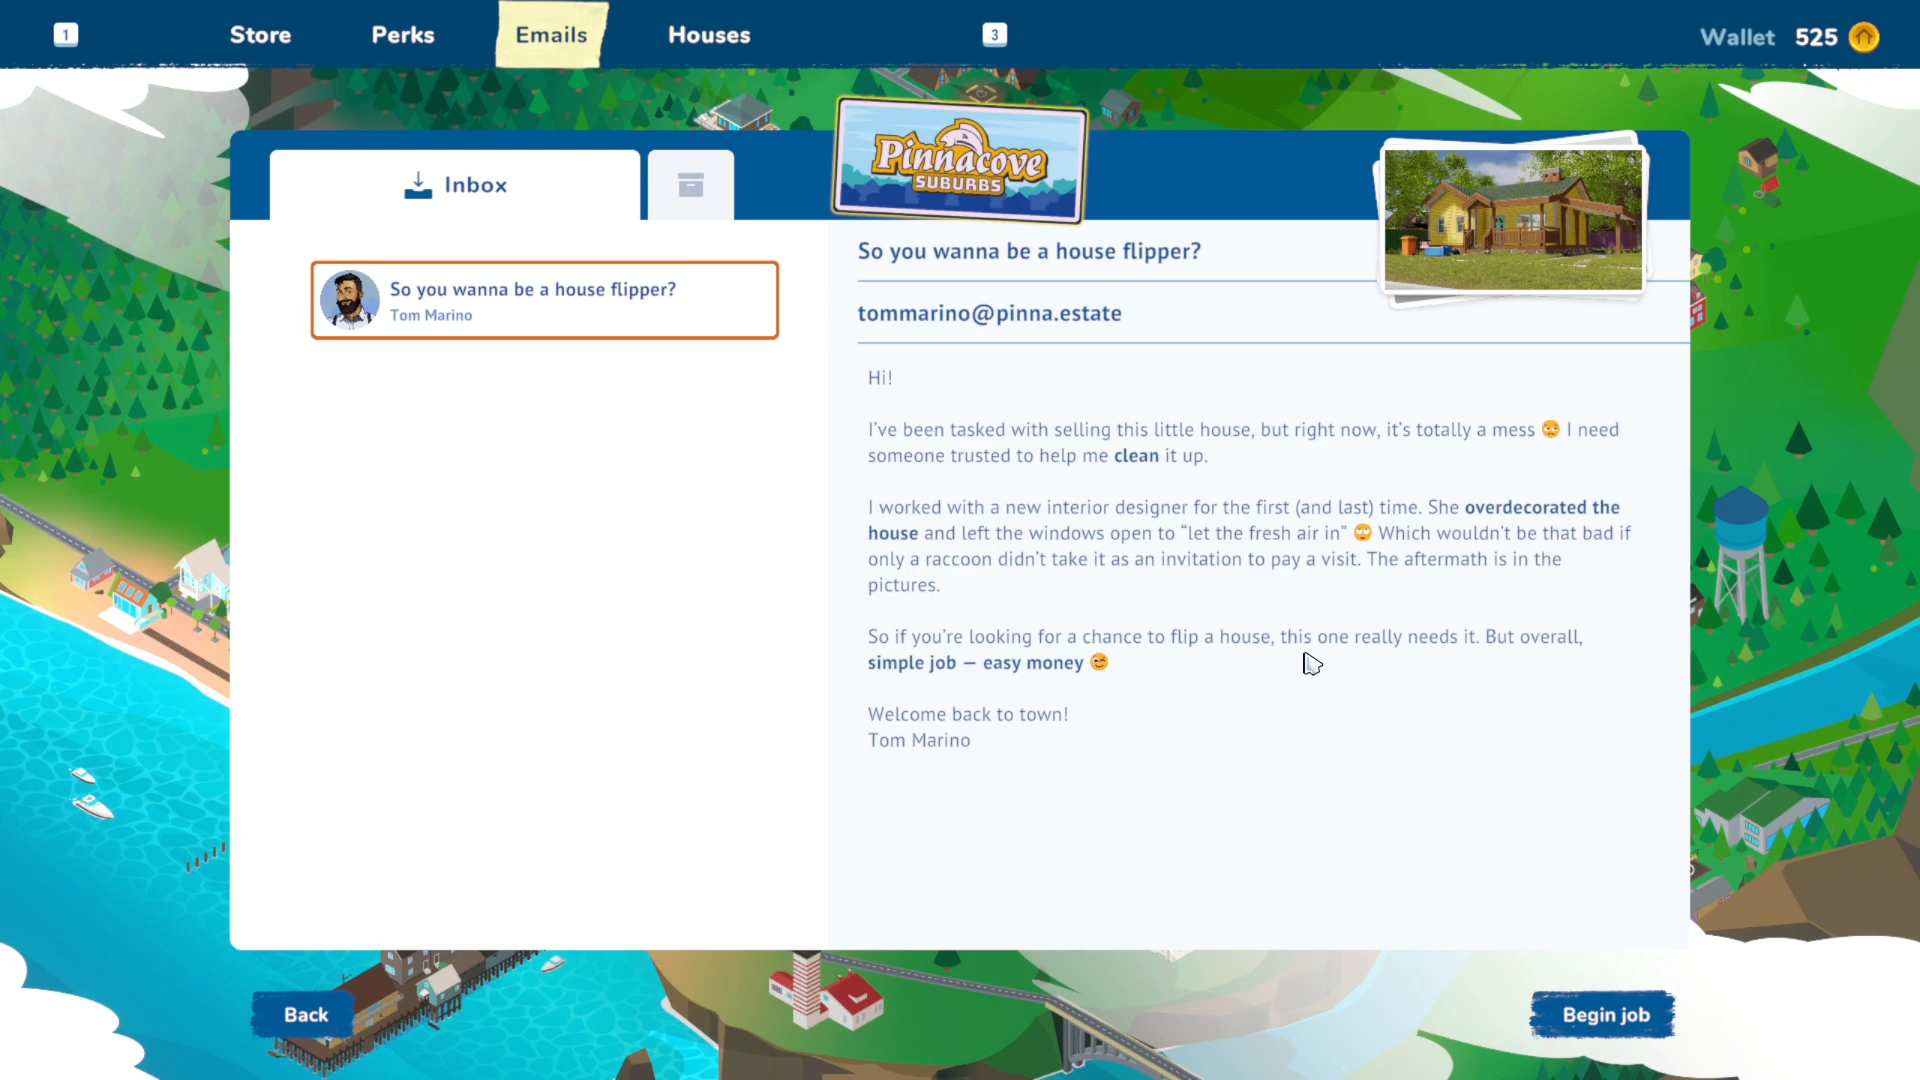 1
Store
Perks
Emails
Houses
3
Wallet 525
Pinnacove
SUBURBS
Inbox
So you wanna be a house flipper?
Tom Marino
So you wanna be a house flipper?
tommarino@pinna.estate
Hi!
I've been tasked with selling this little house, but right now, it's totally a mess 🙄 I need
someone trusted to help me clean it up.
I worked with a new interior designer for the first (and last) time. She overdecorated the
house and left the windows open to “let the fresh air in” 🙄 Which wouldn't be that bad if
only a raccoon didn't take it as an invitation to pay a visit. The aftermath is in the
pictures.
So if you're looking for a chance to flip a house, this one really needs it. But overall,
simple job — easy money 😉
Welcome back to town!
Tom Marino
Back
Begin job